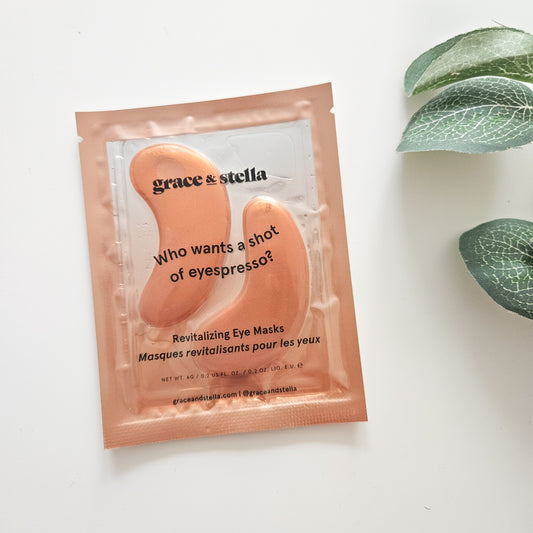 grace & stella
Who wants a shot
of eyespresso?
Revitalizing Eye Masks
Masques revitalisants pour les yeux
NET WT. 6G / 0.2 US FL. OZ. / 0.2 OZ. LIQ. E.U. ℮
graceandstella.com | @graceandstella